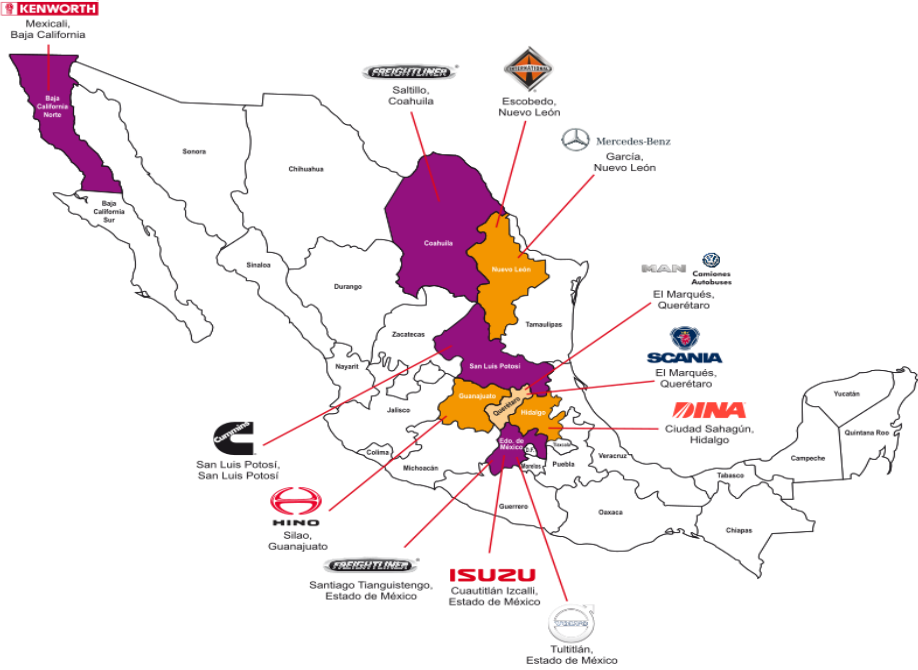 KENWORTH
Mexicali,
Baja California
FREIGHTLINER
Saltillo,
Coahuila
INTERNATIONAL
Escobedo,
Nuevo León
Mercedes-Benz
García,
Nuevo León
MAN
Camiones
Autobuses
El Marqués,
Querétaro
SCANIA
El Marqués,
Querétaro
DINA
Ciudad Sahagún,
Hidalgo
Cummins
San Luis Potosí,
San Luis Potosí
HINO
Silao,
Guanajuato
FREIGHTLINER
Santiago Tianguistengo,
Estado de México
ISUZU
Cuautitlán Izcalli,
Estado de México
VOLVO
Tultitlán,
Estado de México
Baja
California
Norte
Baja
California
Sur
Sonora
Chihuahua
Coahuila
Nuevo León
Sinaloa
Durango
Zacatecas
Tamaulipas
San Luis Potosí
Nayarit
Jalisco
Guanajuato
Querétaro
Hidalgo
Colima
Michoacán
Edo. de
México
D.F.
Morelos
Tlaxcala
Puebla
Veracruz
Guerrero
Oaxaca
Tabasco
Chiapas
Campeche
Yucatán
Quintana Roo